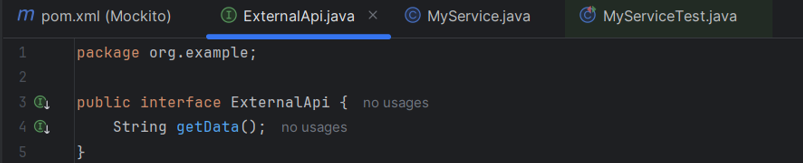 pom.xml (Mockito) ExternalApi.java MyService.java MyServiceTest.java
1 package org.example;
2
3 public interface ExternalApi { no usages
4 String getData(); no usages
5 }